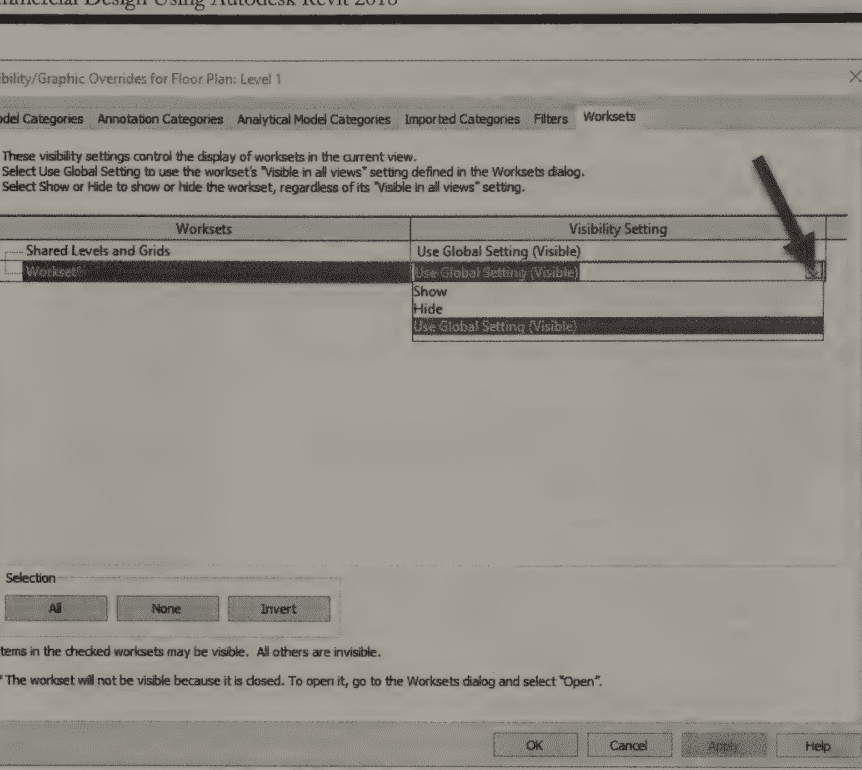 mmercial Design Using Autodesk Revit 2018
bility/Graphic Overrides for Floor Plan: Level 1
odel Categories Annotation Categories Analytical Model Categories Imported Categories Filters Worksets
These visibility settings control the display of worksets in the current view.
Select Use Global Setting to use the workset's "Visible in all views" setting defined in the Worksets dialog.
Select Show or Hide to show or hide the workset, regardless of its "Visible in all views" setting.
Worksets Visibility Setting
Shared Levels and Grids Use Global Setting (Visible)
Use Global Setting (Visible)
Show
Hide
Use Global Setting (Visible)
Selection
All None Invert
tems in the checked worksets may be visible. All others are invisible.
* The workset will not be visible because it is closed. To open it, go to the Worksets dialog and select "Open".
OK Cancel Apply Help